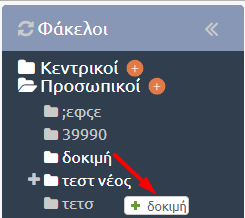 Φάκελοι
Κεντρικοί
Προσωπικοί
;εφςε
39990
δοκιμή
τεστ νέος
τετσ
δοκιμή